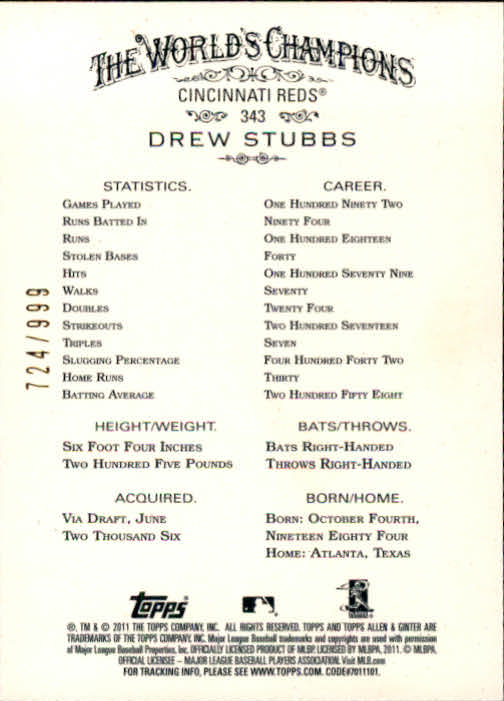 THE WORLD'S CHAMPIONS
CINCINNATI REDS®
343
DREW STUBBS
STATISTICS. CAREER.
GAMES PLAYED ONE HUNDRED NINETY TWO
RUNS BATTED IN NINETY FOUR
RUNS ONE HUNDRED EIGHTEEN
STOLEN BASES FORTY
HITS ONE HUNDRED SEVENTY NINE
WALKS SEVENTY
DOUBLES TWENTY FOUR
STRIKEOUTS TWO HUNDRED SEVENTEEN
TRIPLES SEVEN
SLUGGING PERCENTAGE FOUR HUNDRED FORTY TWO
HOME RUNS THIRTY
BATTING AVERAGE TWO HUNDRED FIFTY EIGHT
724/999
HEIGHT/WEIGHT. BATS/THROWS.
SIX FOOT FOUR INCHES BATS RIGHT-HANDED
TWO HUNDRED FIVE POUNDS THROWS RIGHT-HANDED
ACQUIRED. BORN/HOME.
VIA DRAFT, JUNE BORN: OCTOBER FOURTH,
TWO THOUSAND SIX NINETEEN EIGHTY FOUR
HOME: ATLANTA, TEXAS
Topps®
®, TM & © 2011 THE TOPPS COMPANY, INC. ALL RIGHTS RESERVED. TOPPS AND TOPPS ALLEN & GINTER ARE
TRADEMARKS OF THE TOPPS COMPANY, INC. Major League Baseball trademarks and copyrights are used with permission
of Major League Baseball Properties, Inc. OFFICIALLY LICENSED PRODUCT OF MLBP. LICENSED BY MLBPA, 2011. © MLBPA,
OFFICIAL LICENSEE – MAJOR LEAGUE BASEBALL PLAYERS ASSOCIATION. Visit MLB.com
FOR TRACKING INFO, PLEASE SEE WWW.TOPPS.COM. CODE#7011101.